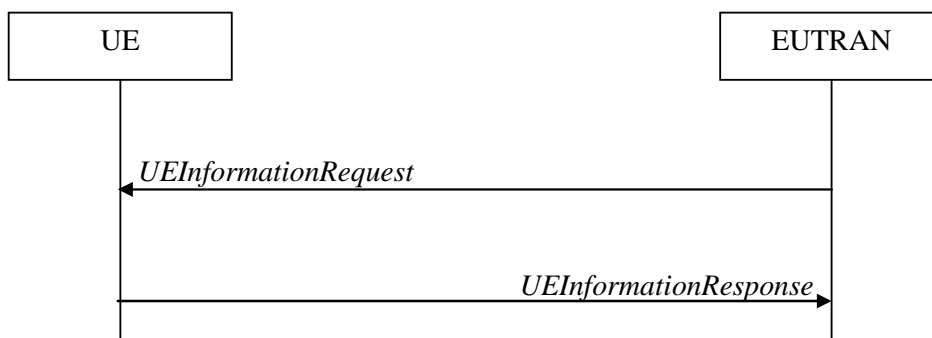 UE
EUTRAN
UEInformationRequest
UEInformationResponse